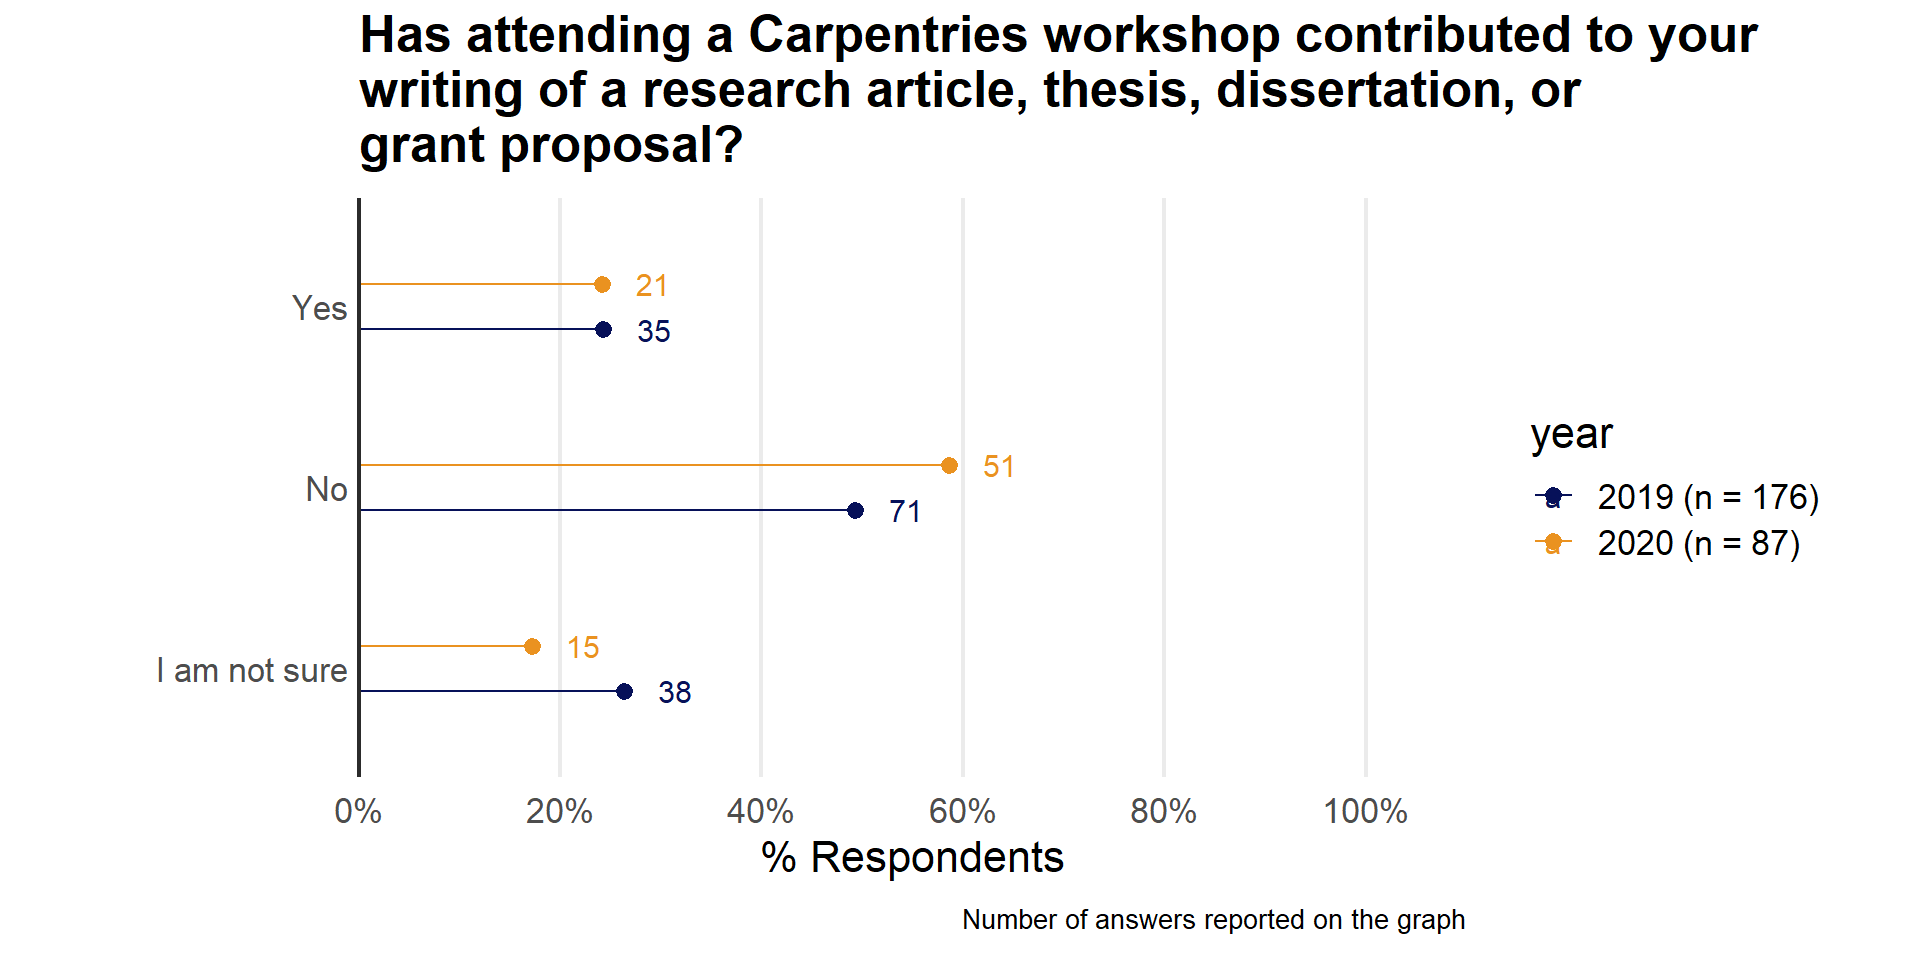 Has attending a Carpentries workshop contributed to your
writing of a research article, thesis, dissertation, or
grant proposal?
Yes
21
35
No
51
71
I am not sure
15
38
0% 20% 40% 60% 80% 100%
% Respondents
year
a 2019 (n = 176)
a 2020 (n = 87)
Number of answers reported on the graph